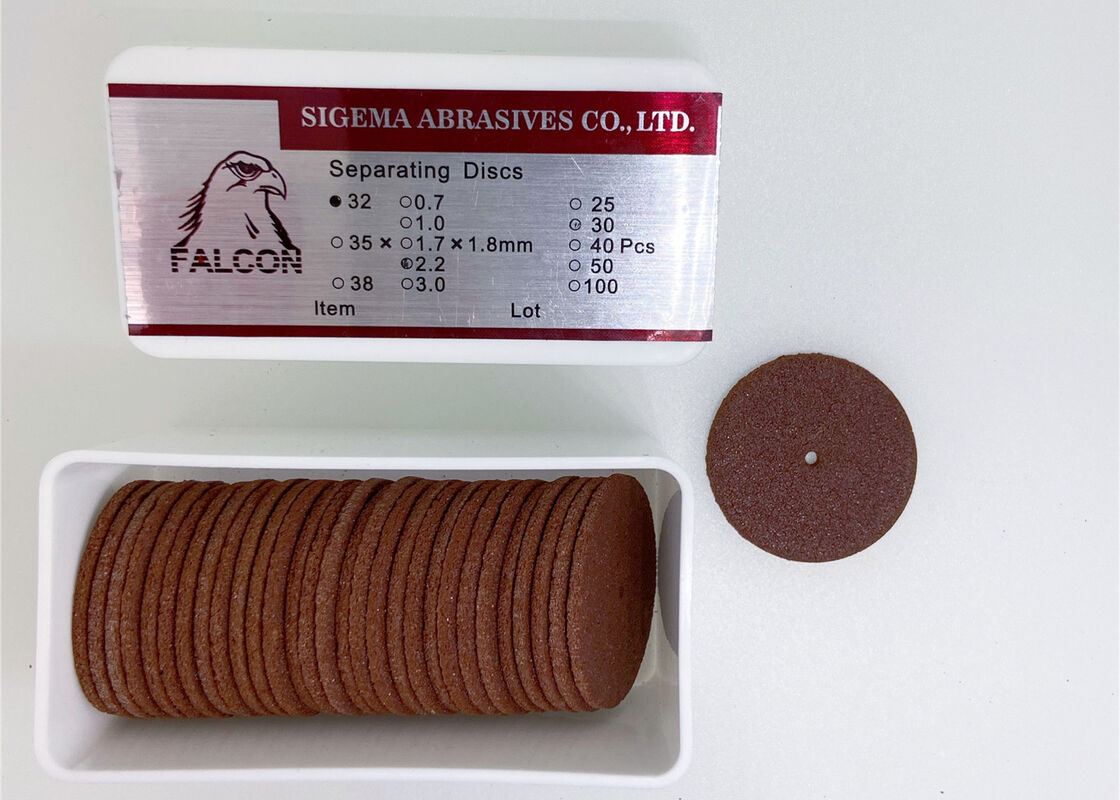 SIGEMA ABRASIVES CO., LTD.
Separating Discs
● 32 ○ 0.7 ○ 25
○ 1.0 ◍ 30
○ 35 × ○ 1.7 × 1.8mm ○ 40 Pcs
◍ 2.2 ○ 50
○ 38 ○ 3.0 ○ 100
Item Lot
FALCON